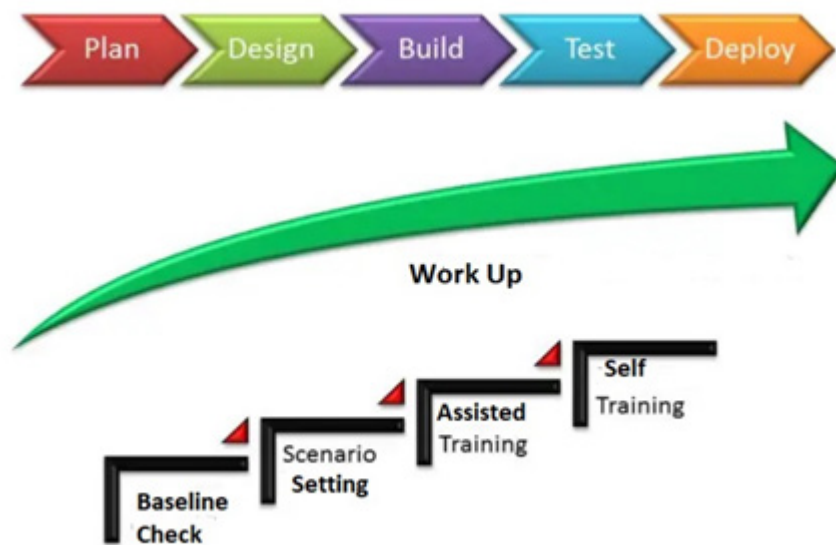 Plan Design Build Test Deploy
Work Up
Self
Training
Assisted
Training
Scenario
Setting
Baseline
Check